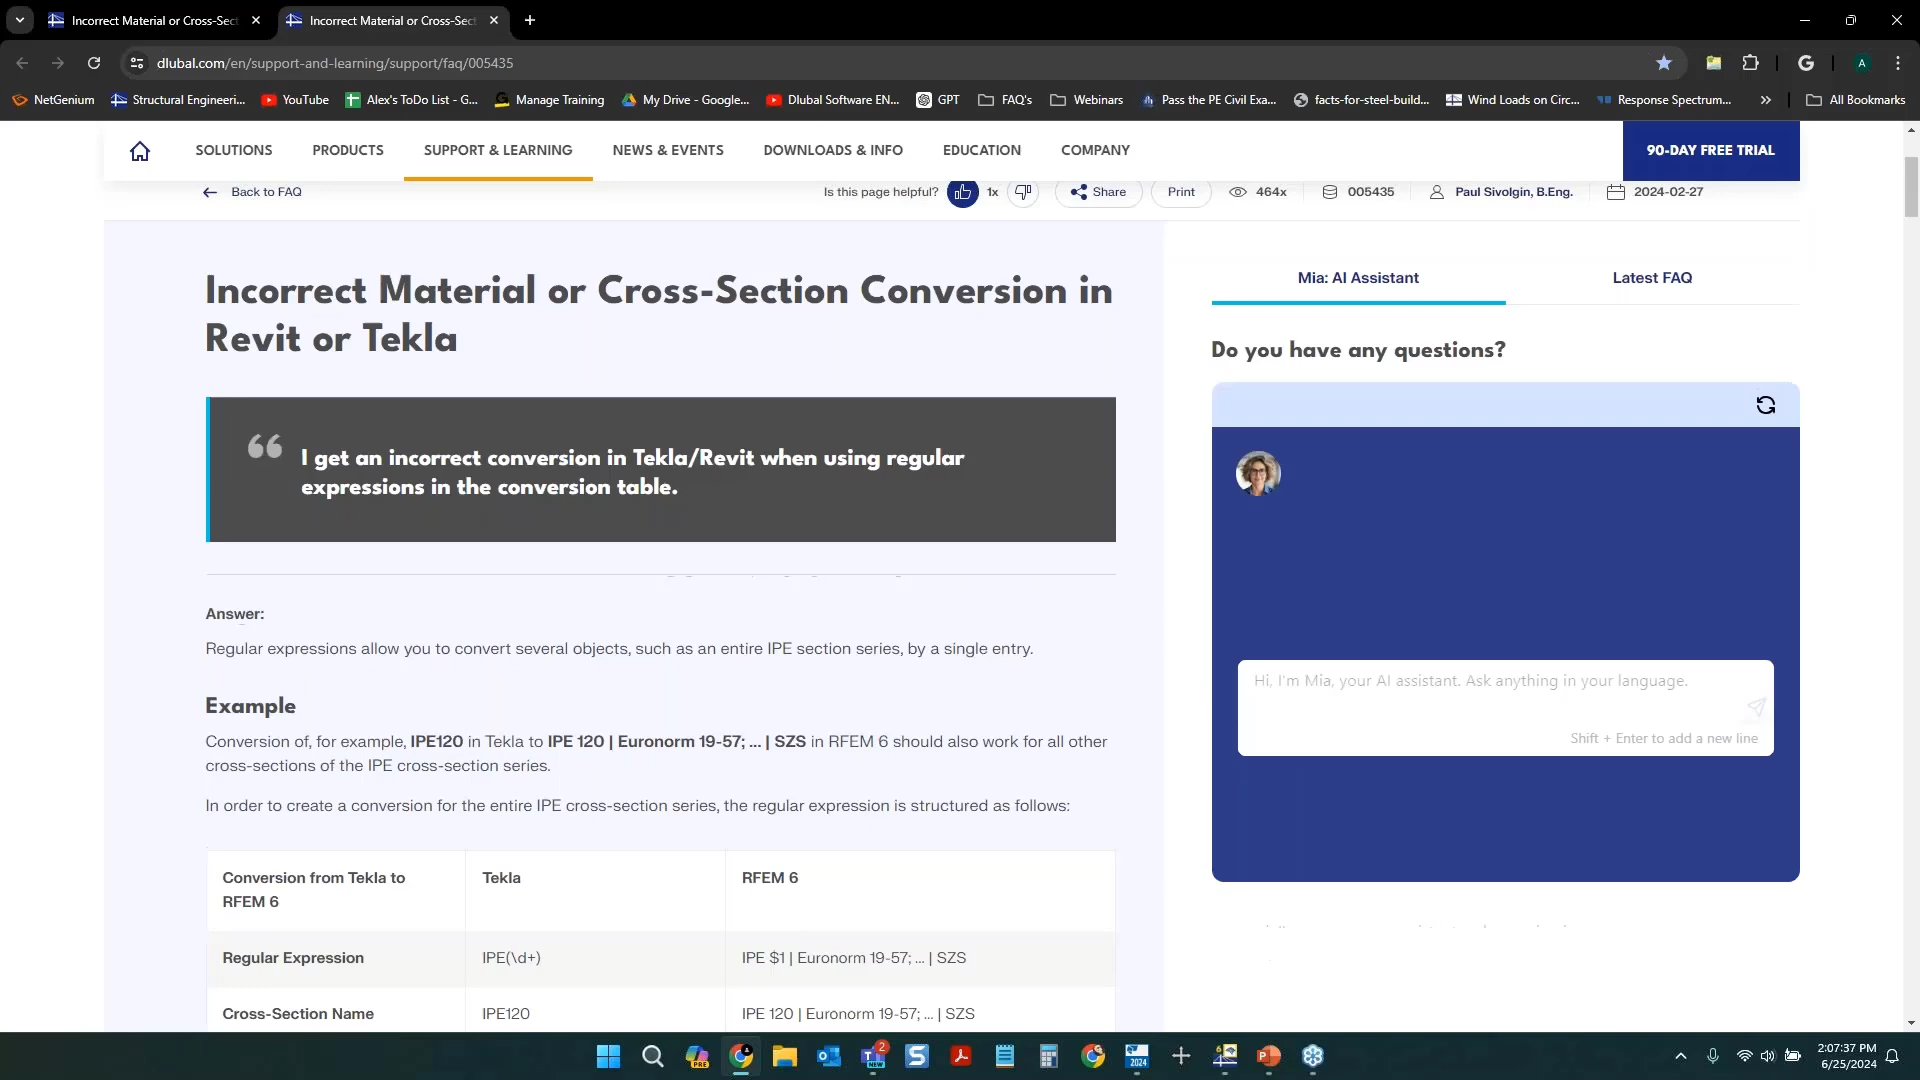 Incorrect Material or Cross-Sect
Incorrect Material or Cross-Sect
dlubal.com/en/support-and-learning/support/faq/005435
A
NetGenium
Structural Engineeri...
YouTube
Alex's ToDo List - G...
Manage Training
My Drive - Google...
Dlubal Software EN...
GPT
FAQ's
Webinars
Pass the PE Civil Exa...
facts-for-steel-build...
Wind Loads on Circ...
Response Spectrum...
All Bookmarks
SOLUTIONS
PRODUCTS
SUPPORT & LEARNING
NEWS & EVENTS
DOWNLOADS & INFO
EDUCATION
COMPANY
90-DAY FREE TRIAL
Back to FAQ
Is this page helpful?
1x
Share
Print
464x
005435
Paul Sivolgin, B.Eng.
2024-02-27
Incorrect Material or Cross-Section Conversion in
Revit or Tekla
“ I get an incorrect conversion in Tekla/Revit when using regular
expressions in the conversion table.
Answer:
Regular expressions allow you to convert several objects, such as an entire IPE section series, by a single entry.
Example
Conversion of, for example, IPE120 in Tekla to IPE 120 | Euronorm 19-57; ... | SZS in RFEM 6 should also work for all other
cross-sections of the IPE cross-section series.
In order to create a conversion for the entire IPE cross-section series, the regular expression is structured as follows:
Conversion from Tekla to
RFEM 6
Tekla
RFEM 6
Regular Expression
IPE(\d+)
IPE $1 | Euronorm 19-57; ... | SZS
Cross-Section Name
IPE120
IPE 120 | Euronorm 19-57; ... | SZS
Mia: AI Assistant
Latest FAQ
Do you have any questions?
Hi, I'm Mia, your AI assistant. Ask anything in your language.
Shift + Enter to add a new line
2:07:37 PM
6/25/2024